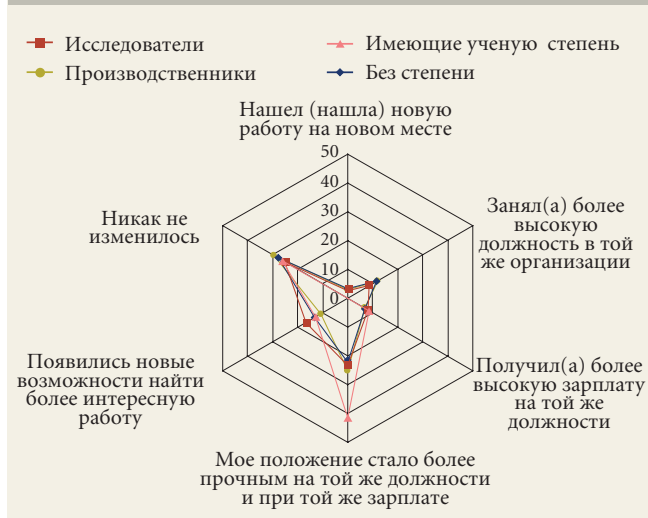 Исследователи
Имеющие ученую степень
Производственники
Без степени
Нашел (нашла) новую
работу на новом месте
50
40
30
20
10
0
Занял(а) более
высокую
должность в той
же организации
Получил(а) более
высокую зарплату
на той же
должности
Мое положение стало более
прочным на той же должности
и при той же зарплате
Появились новые
возможности найти
более интересную
работу
Никак не
изменилось